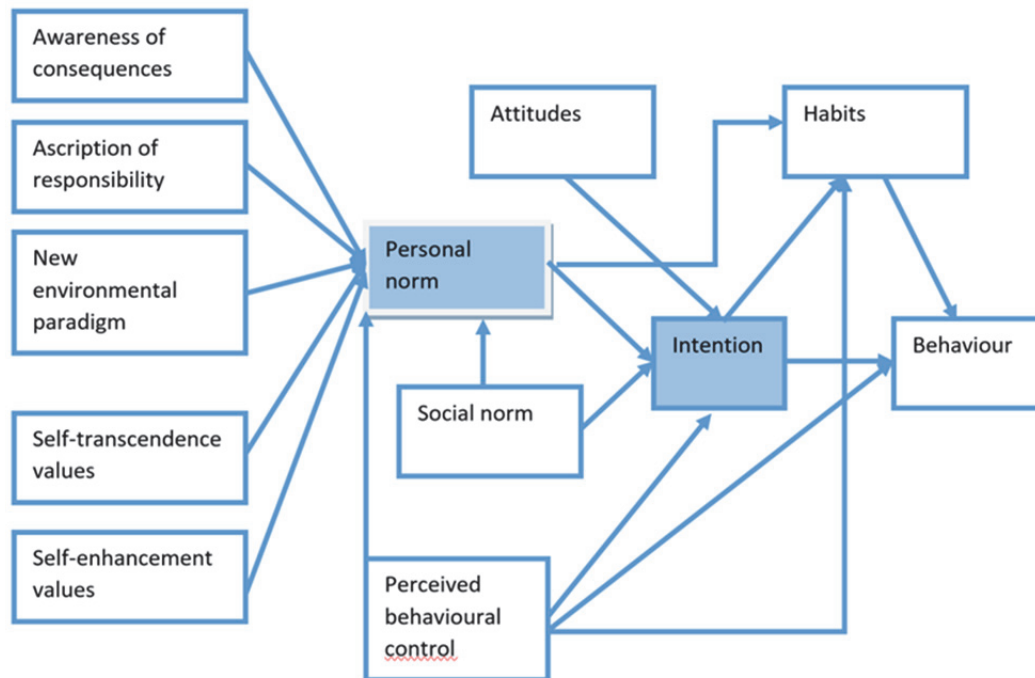 Awareness of
consequences
Ascription of
responsibility
New
environmental
paradigm
Self-transcendence
values
Self-enhancement
values
Personal
norm
Social norm
Perceived
behavioural
control
Attitudes
Intention
Habits
Behaviour